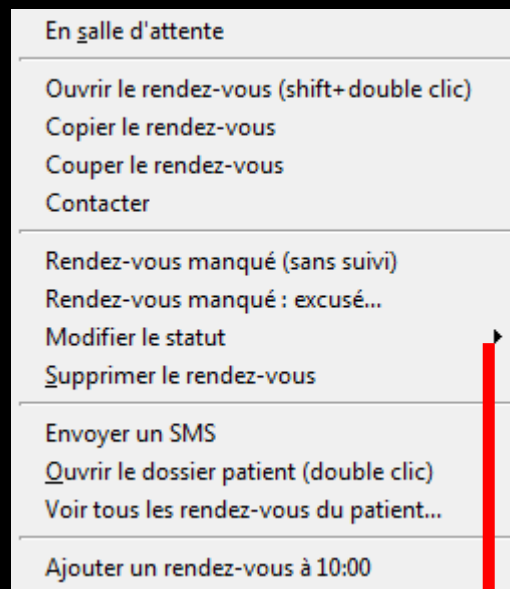 En salle d'attente
Ouvrir le rendez-vous (shift+double clic)
Copier le rendez-vous
Couper le rendez-vous
Contacter
Rendez-vous manqué (sans suivi)
Rendez-vous manqué : excusé...
Modifier le statut
Supprimer le rendez-vous
Envoyer un SMS
Ouvrir le dossier patient (double clic)
Voir tous les rendez-vous du patient...
Ajouter un rendez-vous à 10:00